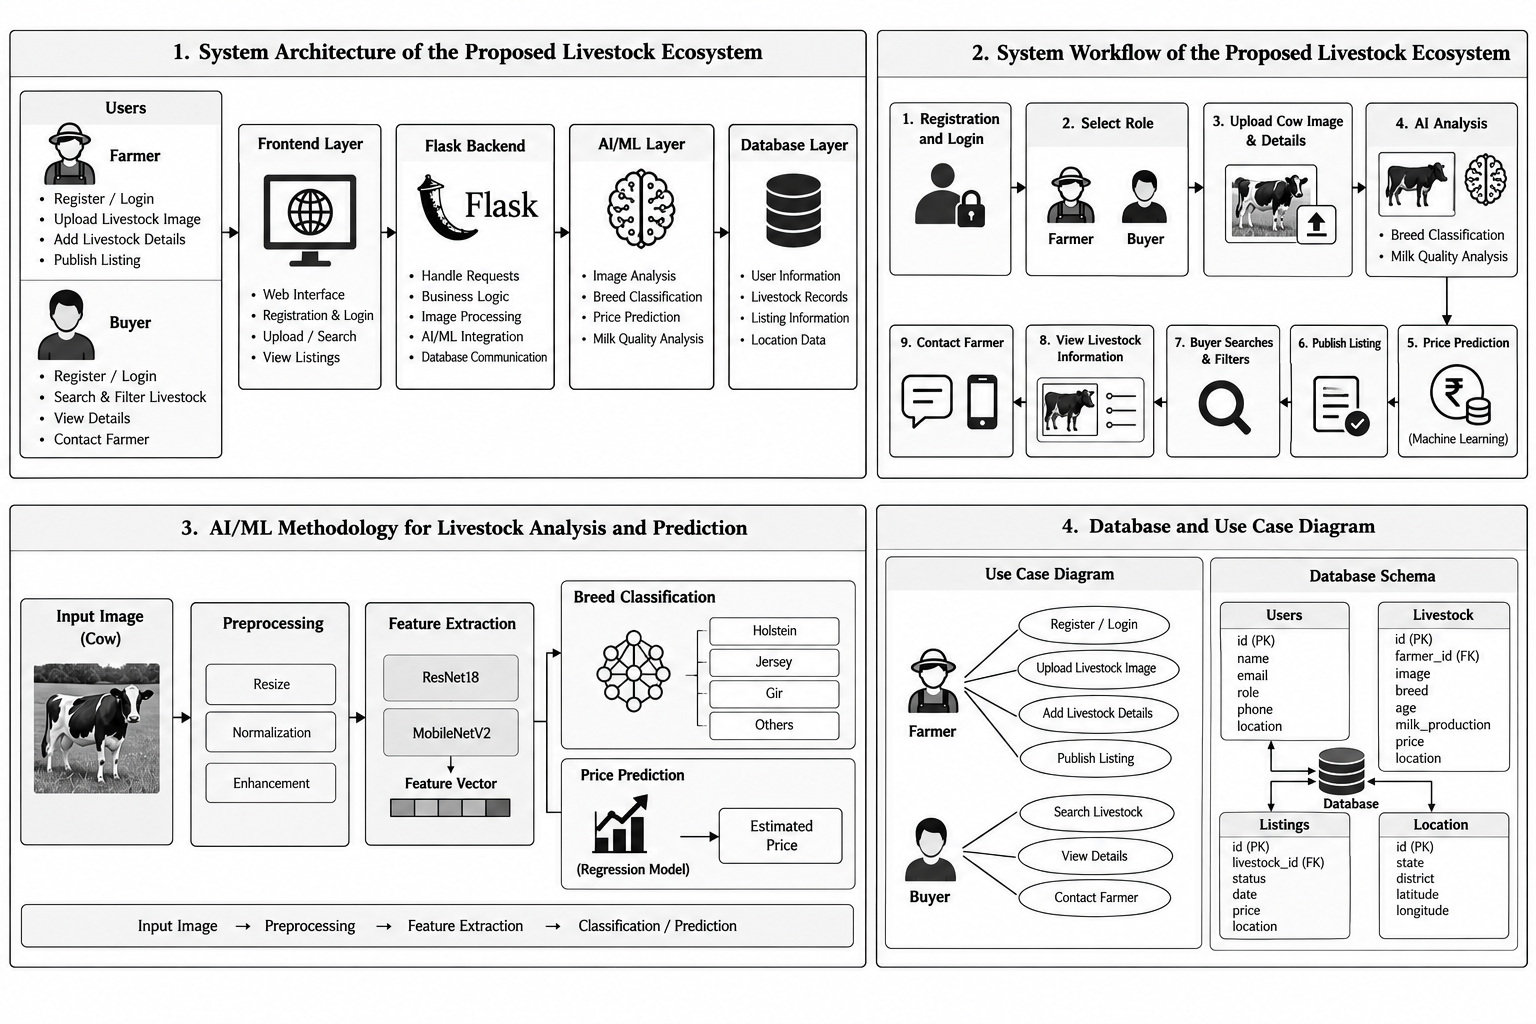 1. System Architecture of the Proposed Livestock Ecosystem
Users
Farmer
• Register / Login
• Upload Livestock Image
• Add Livestock Details
• Publish Listing
Buyer
• Register / Login
• Search & Filter Livestock
• View Details
• Contact Farmer
Frontend Layer
• Web Interface
• Registration & Login
• Upload / Search
• View Listings
Flask Backend
Flask
• Handle Requests
• Business Logic
• Image Processing
• AI/ML Integration
• Database Communication
AI/ML Layer
• Image Analysis
• Breed Classification
• Price Prediction
• Milk Quality Analysis
Database Layer
• User Information
• Livestock Records
• Listing Information
• Location Data
2. System Workflow of the Proposed Livestock Ecosystem
1. Registration
and Login
2. Select Role
Farmer
Buyer
3. Upload Cow Image
& Details
4. AI Analysis
• Breed Classification
• Milk Quality Analysis
5. Price Prediction
₹
(Machine Learning)
6. Publish Listing
7. Buyer Searches
& Filters
8. View Livestock
Information
9. Contact Farmer
3. AI/ML Methodology for Livestock Analysis and Prediction
Input Image
(Cow)
Preprocessing
Resize
Normalization
Enhancement
Feature Extraction
ResNet18
MobileNetV2
Feature Vector
Breed Classification
Holstein
Jersey
Gir
Others
Price Prediction
(Regression Model)
Estimated
Price
Input Image → Preprocessing → Feature Extraction → Classification / Prediction
4. Database and Use Case Diagram
Use Case Diagram
Farmer
Register / Login
Upload Livestock Image
Add Livestock Details
Publish Listing
Buyer
Search Livestock
View Details
Contact Farmer
Database Schema
Users
id (PK)
name
email
role
phone
location
Livestock
id (PK)
farmer_id (FK)
image
breed
age
milk_production
price
location
Database
Listings
id (PK)
livestock_id (FK)
status
date
price
location
Location
id (PK)
state
district
latitude
longitude